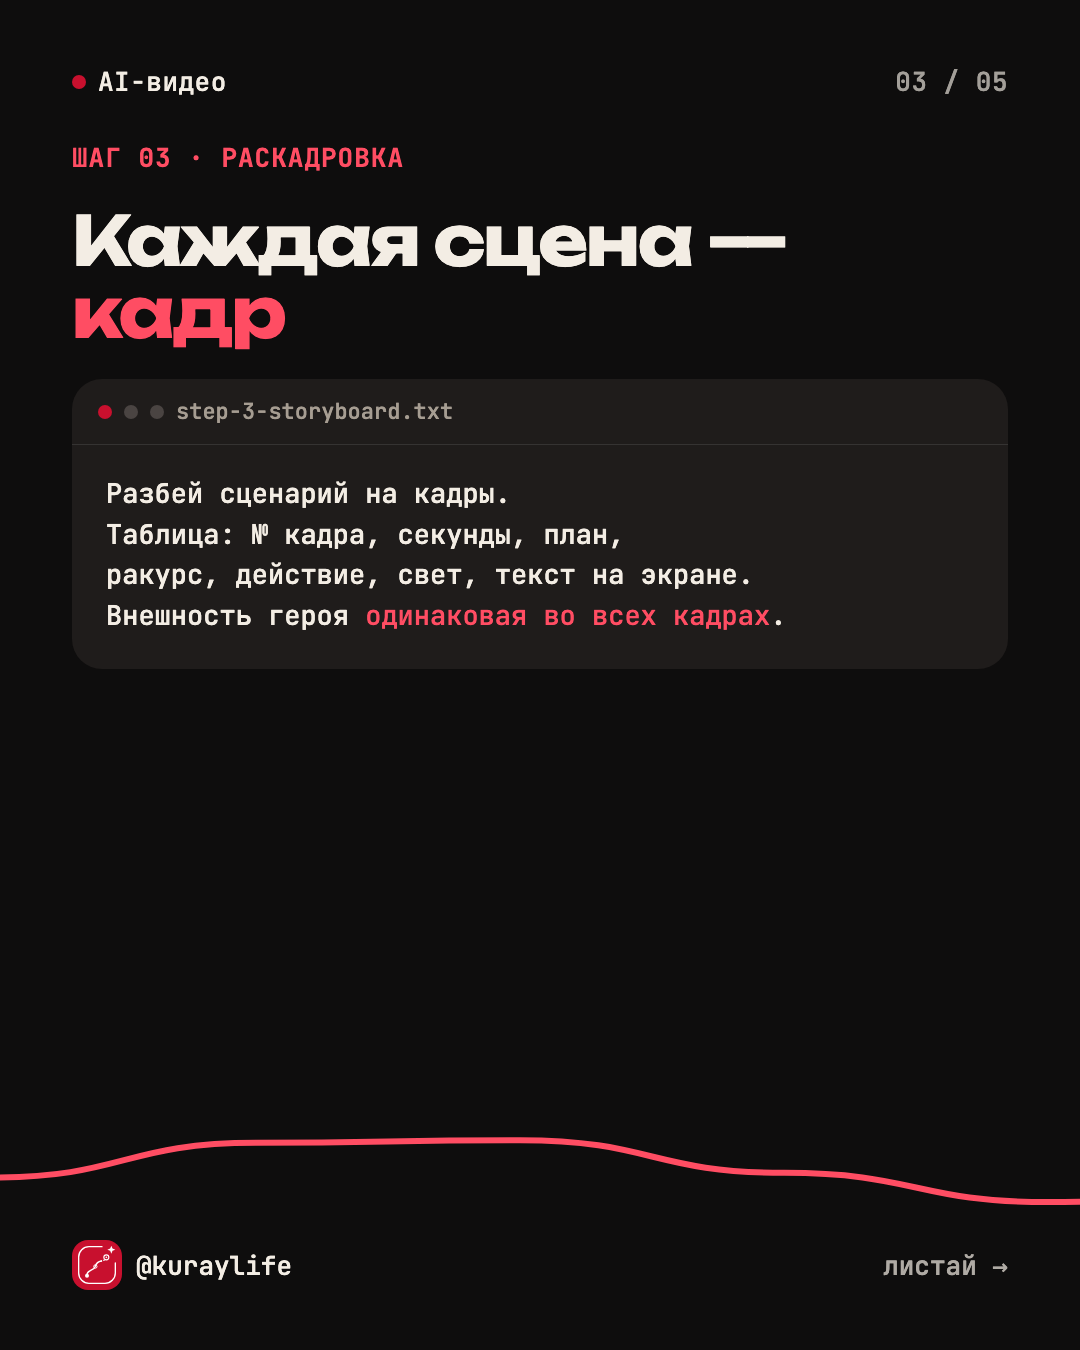 AI-видео
03 / 05
ШАГ 03 · РАСКАДРОВКА
Каждая сцена —
кадр
step-3-storyboard.txt
Разбей сценарий на кадры.
Таблица: № кадра, секунды, план,
ракурс, действие, свет, текст на экране.
Внешность героя одинаковая во всех кадрах.
@kuraylife
листай →